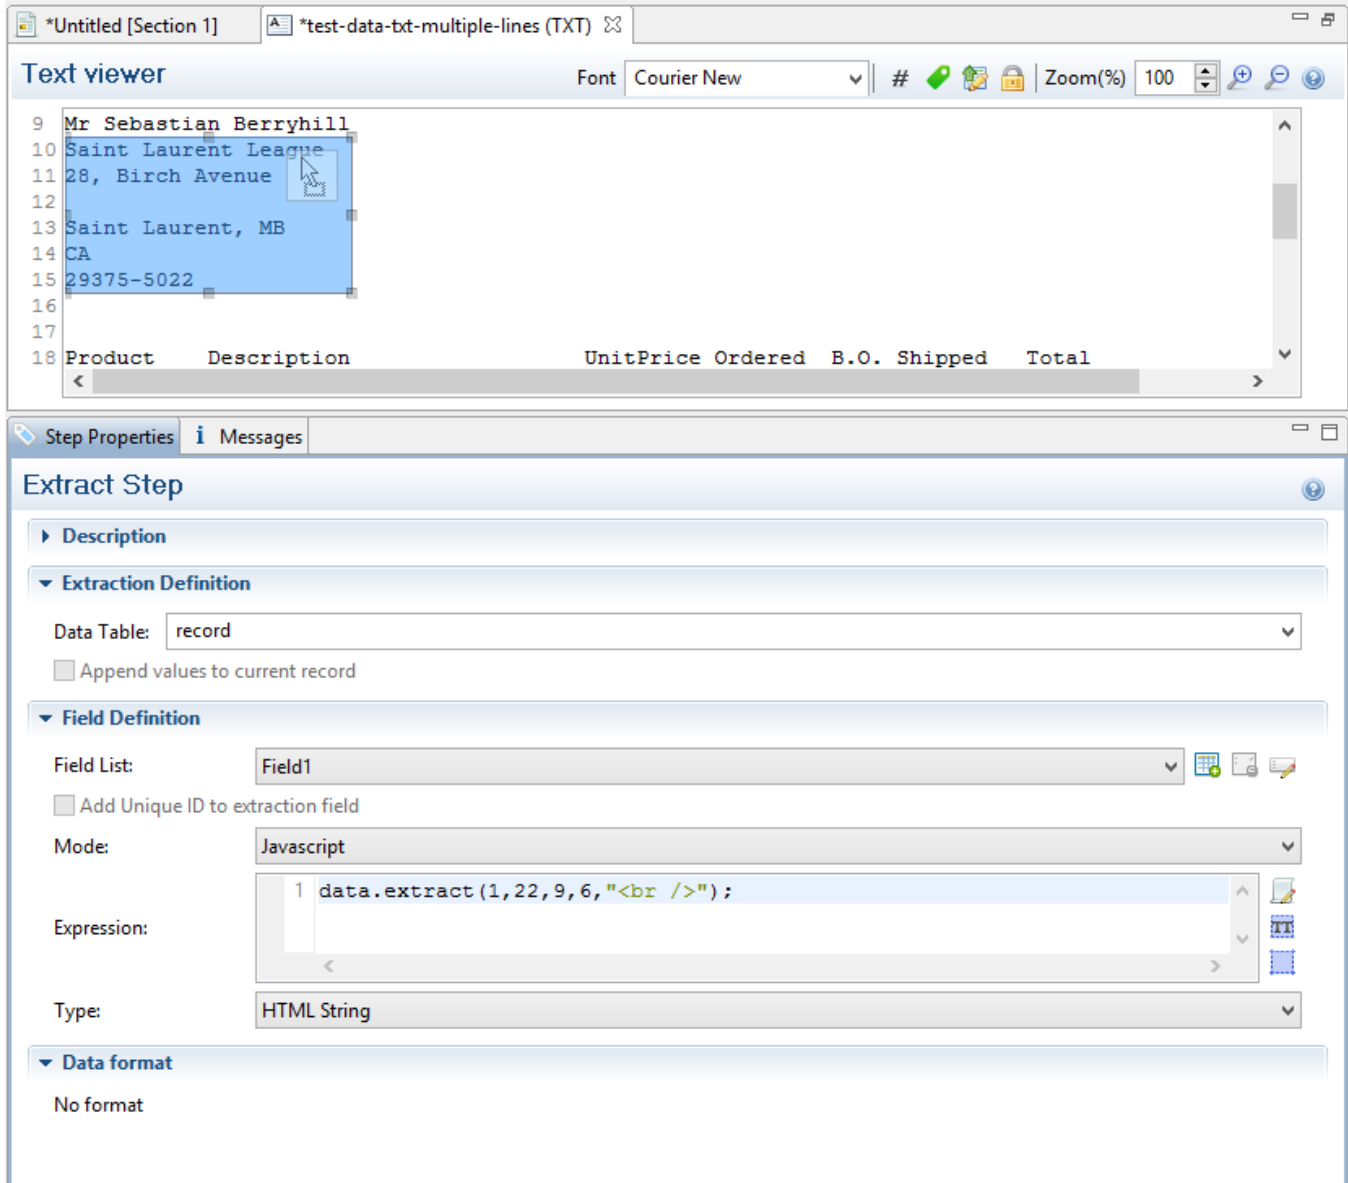 *Untitled [Section 1] *test-data-txt-multiple-lines (TXT)
Text viewer Font Courier New # Zoom(%) 100
9 Mr Sebastian Berryhill
10 Saint Laurent League
11 28, Birch Avenue
12
13 Saint Laurent, MB
14 CA
15 29375-5022
16
17
18 Product Description UnitPrice Ordered B.O. Shipped Total
Step Properties i Messages
Extract Step
Description
Extraction Definition
Data Table: record
Append values to current record
Field Definition
Field List: Field1
Add Unique ID to extraction field
Mode: Javascript
1 data.extract(1,22,9,6,"<br />");
Expression: TT
Type: HTML String
Data format
No format